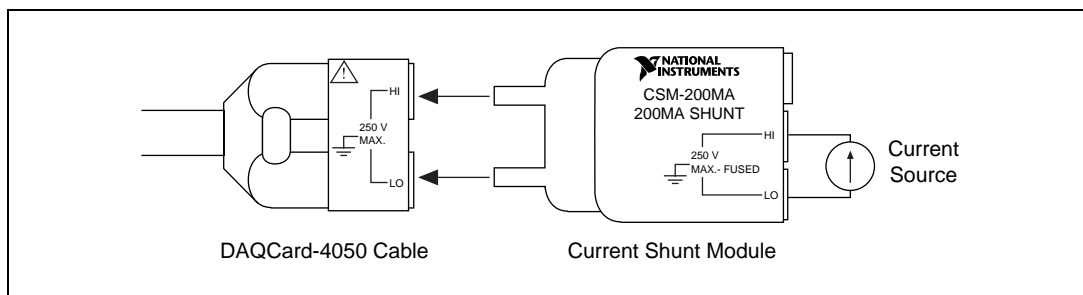 NATIONAL
INSTRUMENTS
CSM-200MA
200MA SHUNT
HI
250 V
MAX.
LO
HI
250 V
MAX.- FUSED
LO
Current
Source
DAQCard-4050 Cable
Current Shunt Module